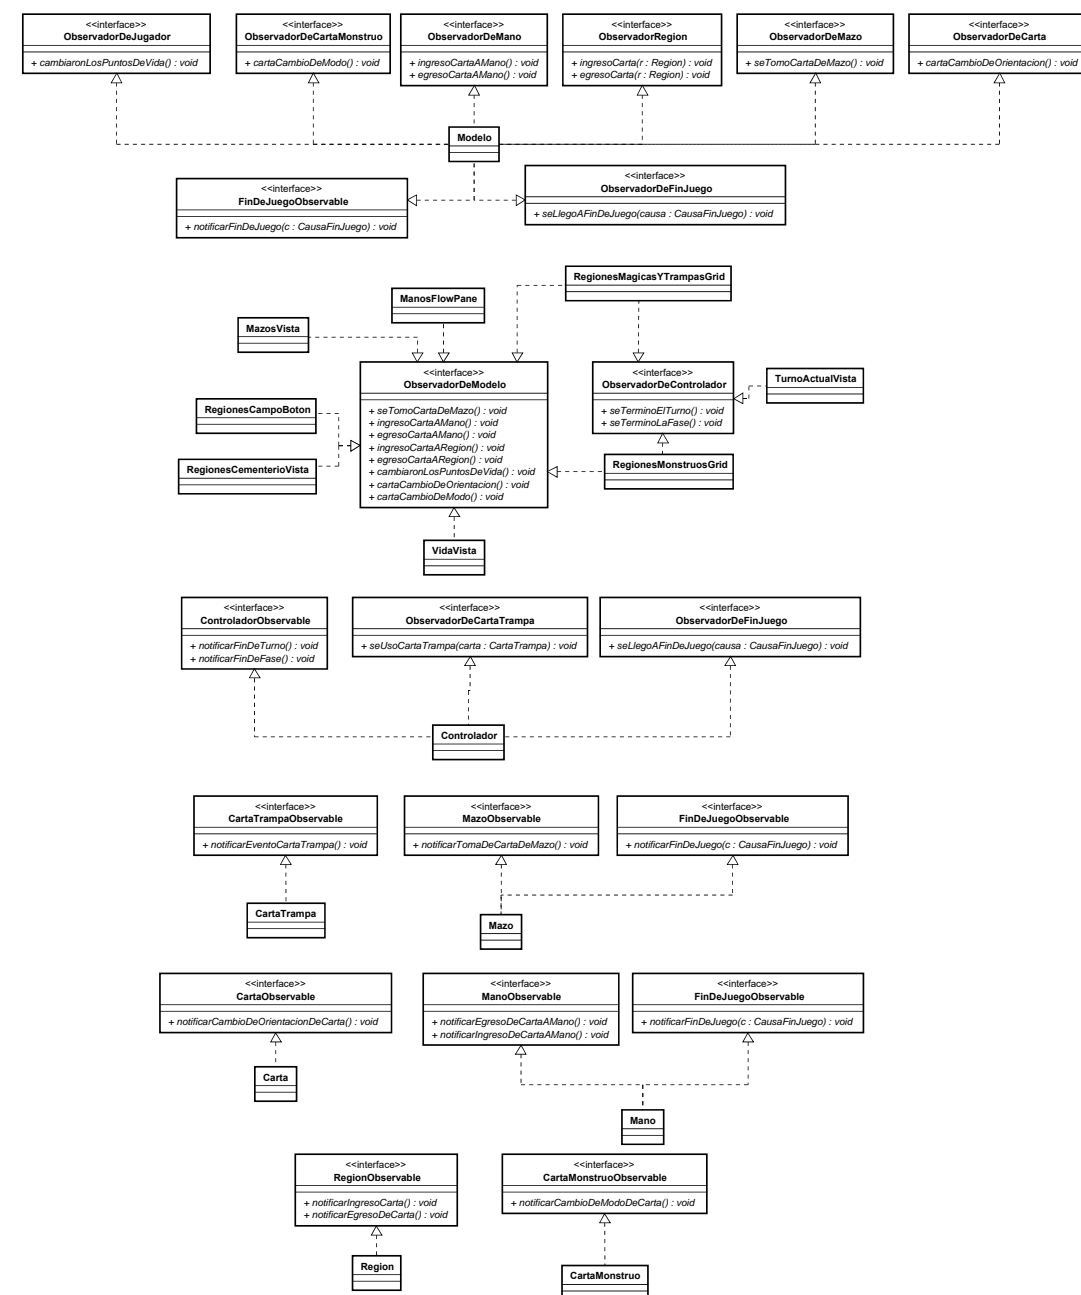 <<interface>>
ObservadorDeJugador
+ cambiaronLosPuntosDeVida() : void
<<interface>>
ObservadorDeCartaMonstruo
+ cartaCambioDeModo() : void
<<interface>>
ObservadorDeMano
+ ingresoCartaAMano() : void
+ egresoCartaAMano() : void
<<interface>>
ObservadorRegion
+ ingresoCarta(r : Region) : void
+ egresoCarta(r : Region) : void
<<interface>>
ObservadorDeMazo
+ seTomoCartaDeMazo() : void
<<interface>>
ObservadorDeCarta
+ cartaCambioDeOrientacion() : void
Modelo
<<interface>>
FinDeJuegoObservable
+ notificarFinDeJuego(c : CausaFinJuego) : void
<<interface>>
ObservadorDeFinJuego
+ seLlegoAFinDeJuego(causa : CausaFinJuego) : void
RegionesMagicasYTrampasGrid
ManosFlowPane
MazosVista
<<interface>>
ObservadorDeModelo
+ seTomoCartaDeMazo() : void
+ ingresoCartaAMano() : void
+ egresoCartaAMano() : void
+ ingresoCartaARegion() : void
+ egresoCartaARegion() : void
+ cambiaronLosPuntosDeVida() : void
+ cartaCambioDeOrientacion() : void
+ cartaCambioDeModo() : void
<<interface>>
ObservadorDeControlador
+ seTerminoElTurno() : void
+ seTerminoLaFase() : void
TurnoActualVista
RegionesCampoBoton
RegionesCementerioVista
RegionesMonstruosGrid
VidaVista
<<interface>>
ControladorObservable
+ notificarFinDeTurno() : void
+ notificarFinDeFase() : void
<<interface>>
ObservadorDeCartaTrampa
+ seUsoCartaTrampa(carta : CartaTrampa) : void
<<interface>>
ObservadorDeFinJuego
+ seLlegoAFinDeJuego(causa : CausaFinJuego) : void
Controlador
<<interface>>
CartaTrampaObservable
+ notificarEventoCartaTrampa() : void
<<interface>>
MazoObservable
+ notificarTomaDeCartaDeMazo() : void
<<interface>>
FinDeJuegoObservable
+ notificarFinDeJuego(c : CausaFinJuego) : void
CartaTrampa
Mazo
<<interface>>
CartaObservable
+ notificarCambioDeOrientacionDeCarta() : void
<<interface>>
ManoObservable
+ notificarEgresoDeCartaAMano() : void
+ notificarIngresoDeCartaAMano() : void
<<interface>>
FinDeJuegoObservable
+ notificarFinDeJuego(c : CausaFinJuego) : void
Carta
Mano
<<interface>>
RegionObservable
+ notificarIngresoCarta() : void
+ notificarEgresoDeCarta() : void
<<interface>>
CartaMonstruoObservable
+ notificarCambioDeModoDeCarta() : void
Region
CartaMonstruo